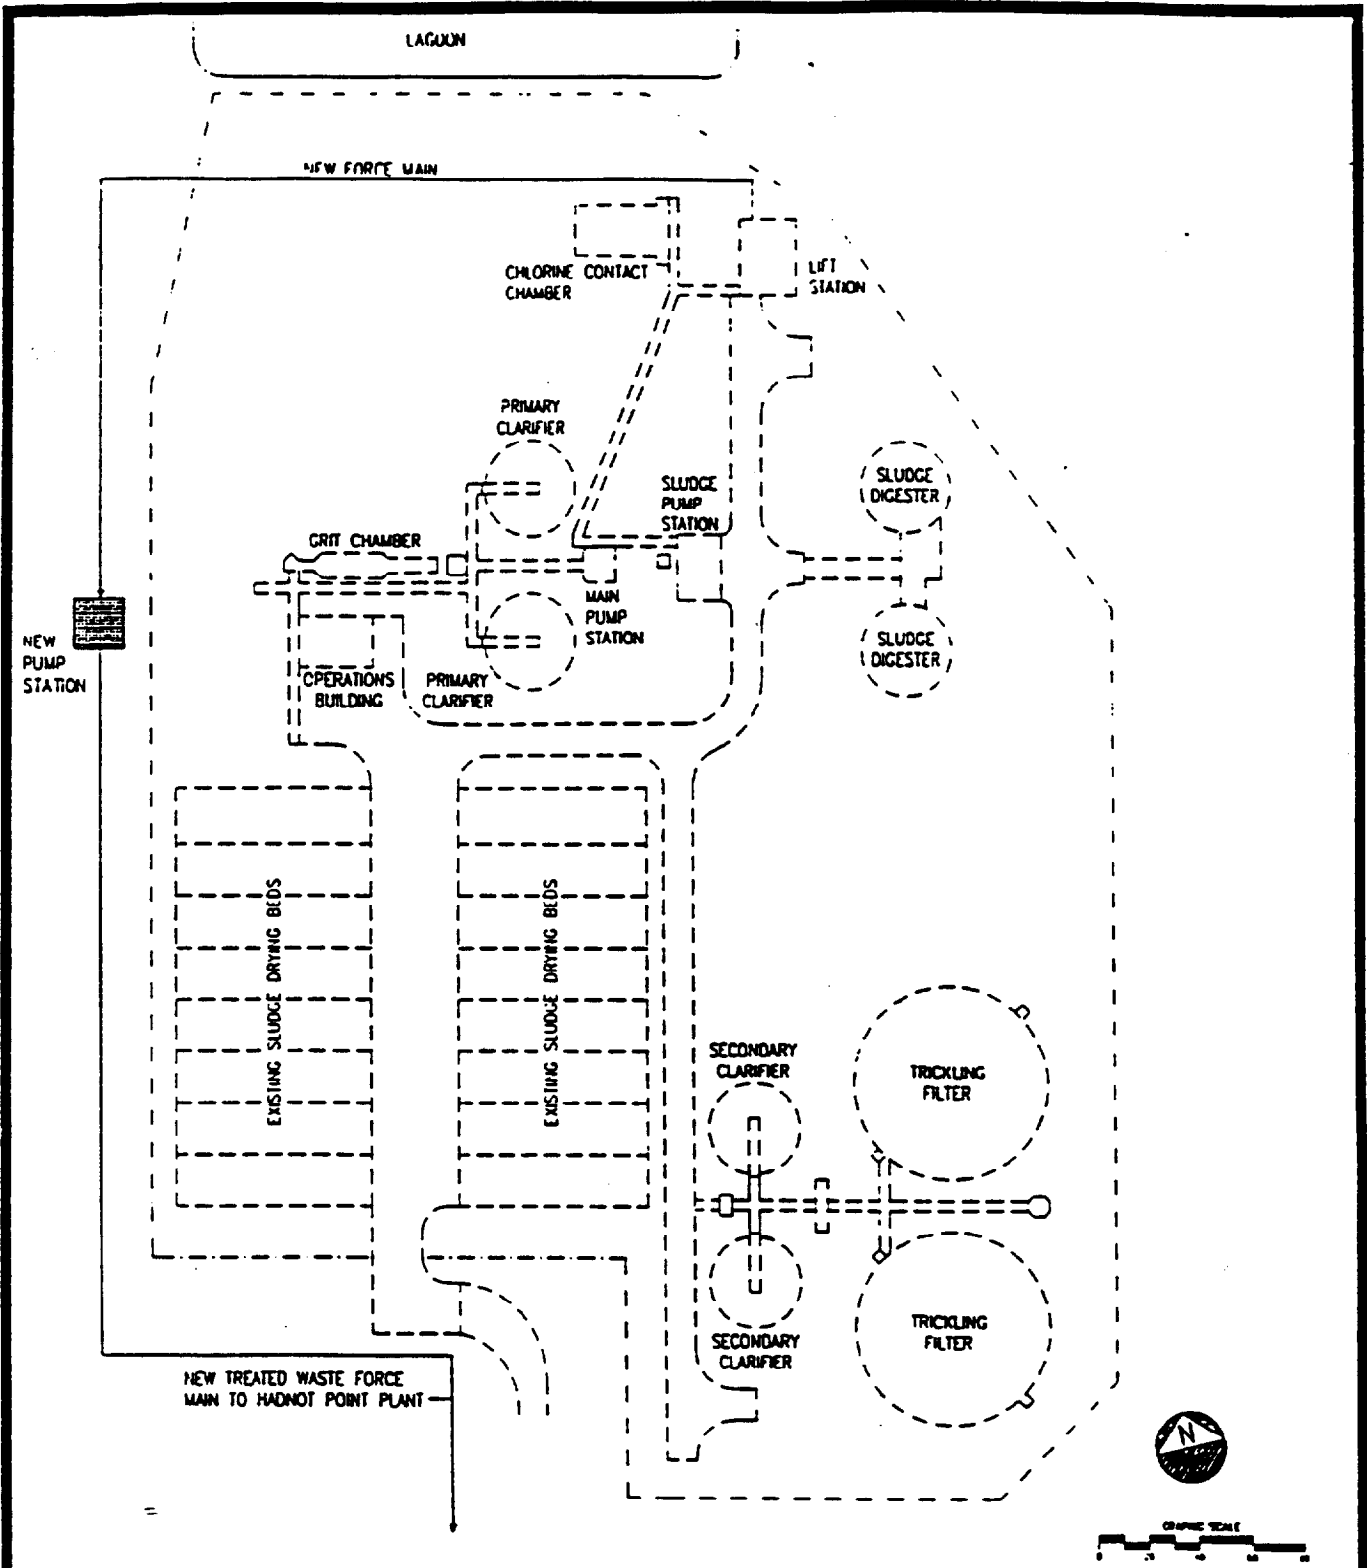 LAGOON
NEW FORCE MAIN
CHLORINE CONTACT
CHAMBER
LIFT
STATION
PRIMARY
CLARIFIER
SLUDGE
PUMP
STATION
SLUDGE
DIGESTER
GRIT CHAMBER
MAIN
PUMP
STATION
NEW
PUMP
STATION
SLUDGE
DIGESTER
OPERATIONS
BUILDING
PRIMARY
CLARIFIER
EXISTING SLUDGE DRYING BEDS
EXISTING SLUDGE DRYING BEDS
SECONDARY
CLARIFIER
TRICKLING
FILTER
SECONDARY
CLARIFIER
TRICKLING
FILTER
NEW TREATED WASTE FORCE
MAIN TO HADNOT POINT PLANT
N
GRAPHIC SCALE
0